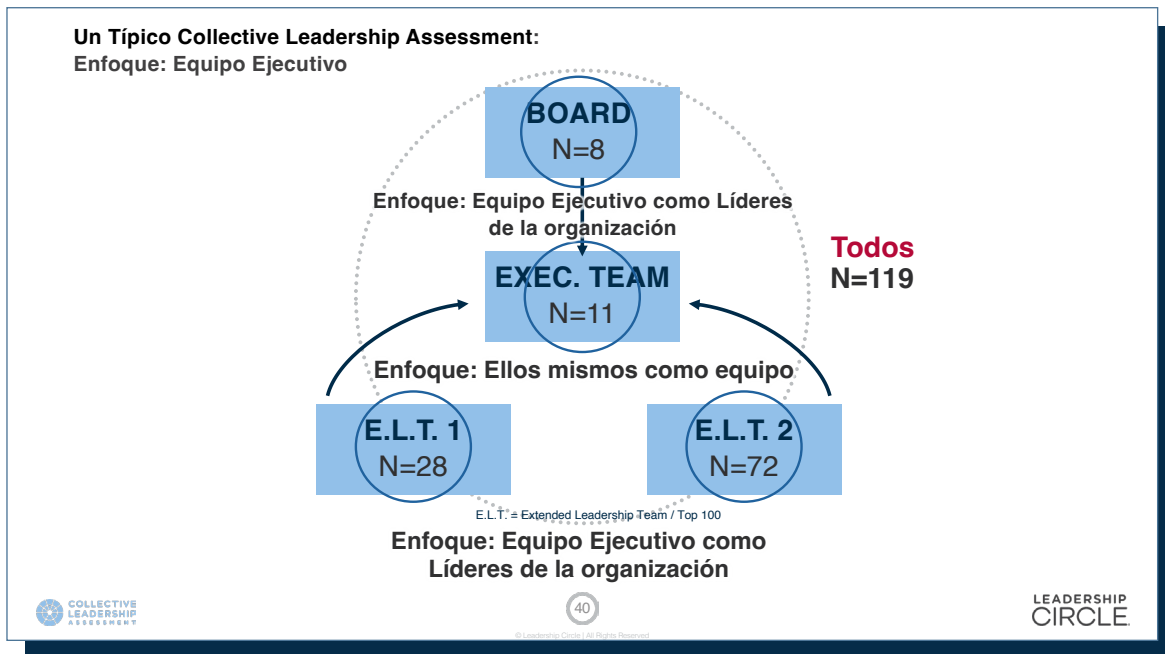 Un Típico Collective Leadership Assessment:
Enfoque: Equipo Ejecutivo
BOARD
N=8
Enfoque: Equipo Ejecutivo como Líderes
de la organización
Todos
N=119
EXEC. TEAM
N=11
Enfoque: Ellos mismos como equipo
E.L.T. 1
N=28
E.L.T. 2
N=72
E.L.T. = Extended Leadership Team / Top 100
Enfoque: Equipo Ejecutivo como
Líderes de la organización
COLLECTIVE
LEADERSHIP
ASSESSMENT
40
© Leadership Circle | All Rights Reserved
LEADERSHIP
CIRCLE